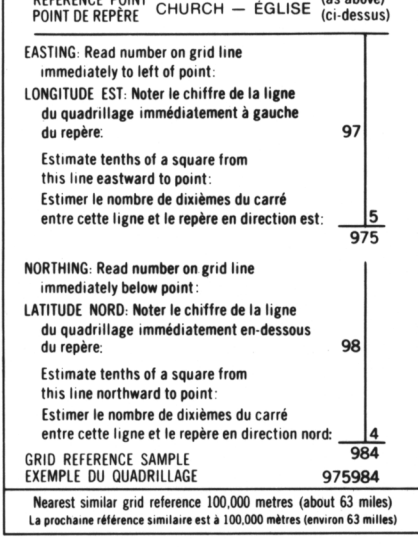 REFERENCE POINT
POINT DE REPÈRE CHURCH — ÉGLISE (as above)
(ci-dessus)
EASTING: Read number on grid line
immediately to left of point:
LONGITUDE EST: Noter le chiffre de la ligne
du quadrillage immédiatement à gauche
du repère: 97
Estimate tenths of a square from
this line eastward to point:
Estimer le nombre de dixièmes du carré
entre cette ligne et le repère en direction est: 5
975
NORTHING: Read number on grid line
immediately below point:
LATITUDE NORD: Noter le chiffre de la ligne
du quadrillage immédiatement en-dessous
du repère: 98
Estimate tenths of a square from
this line northward to point:
Estimer le nombre de dixièmes du carré
entre cette ligne et le repère en direction nord: 4
GRID REFERENCE SAMPLE 984
EXEMPLE DU QUADRILLAGE 975984
Nearest similar grid reference 100,000 metres (about 63 miles)
La prochaine référence similaire est à 100,000 mètres (environ 63 milles)